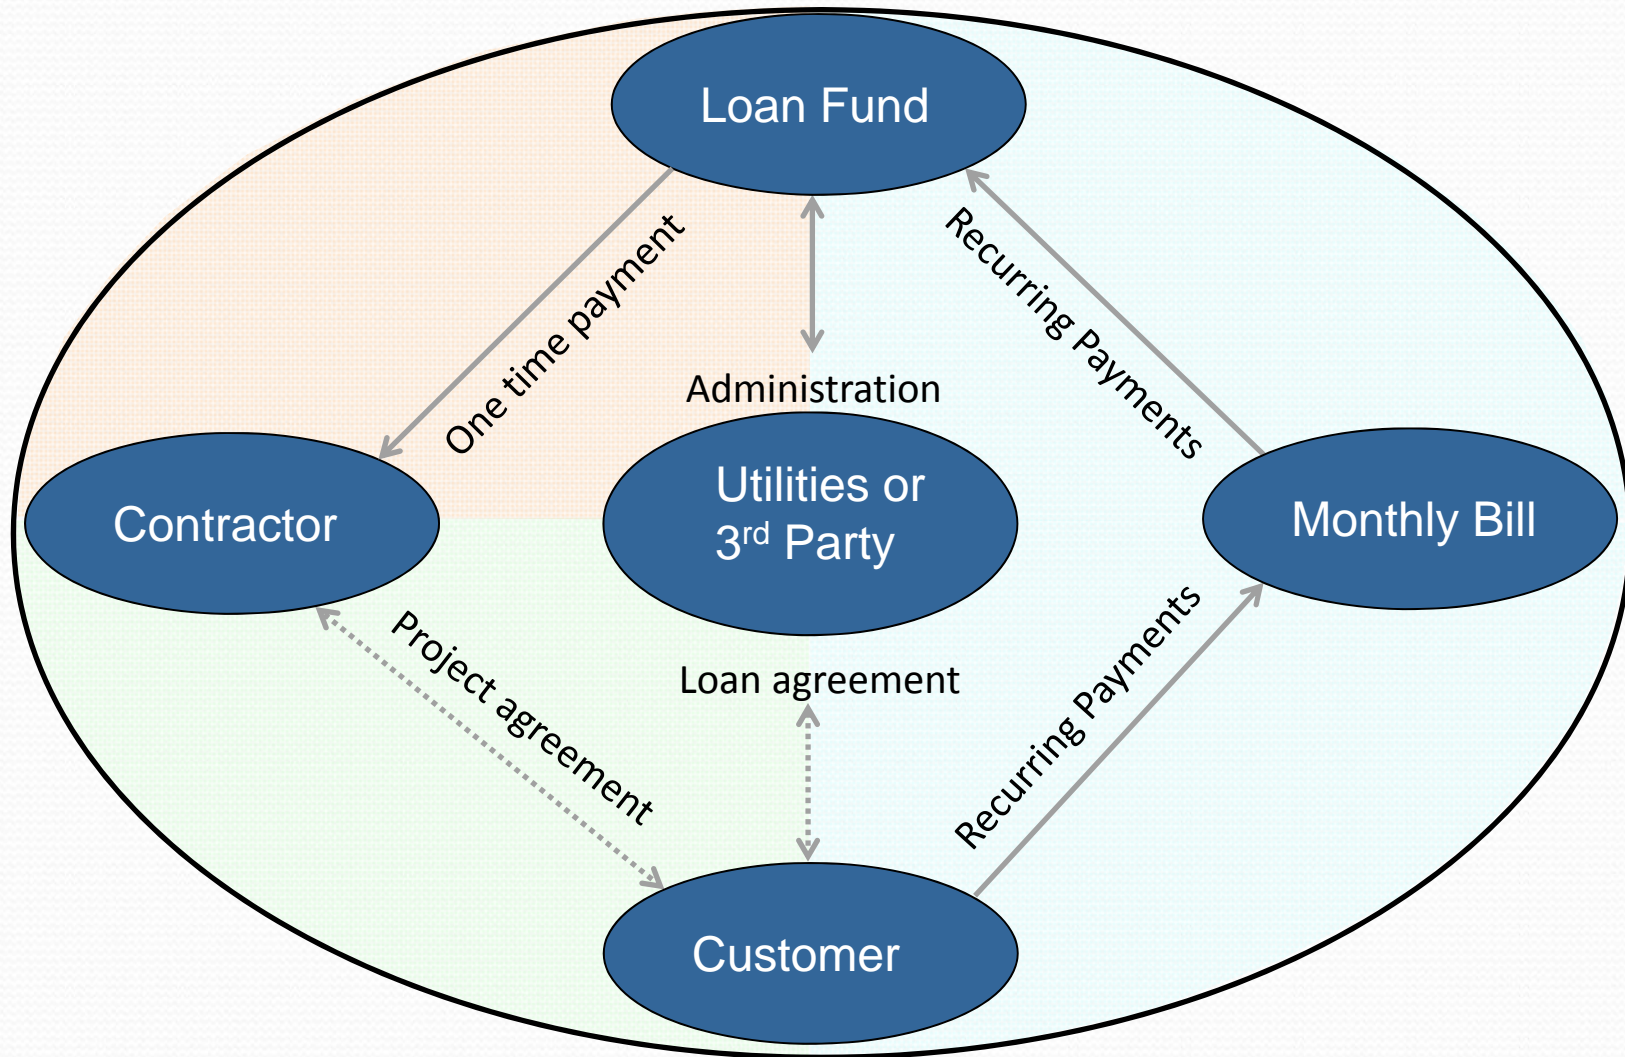 Loan Fund
One time payment
Recurring Payments
Administration
Contractor
Utilities or
3rd Party
Monthly Bill
Project agreement
Loan agreement
Recurring Payments
Customer